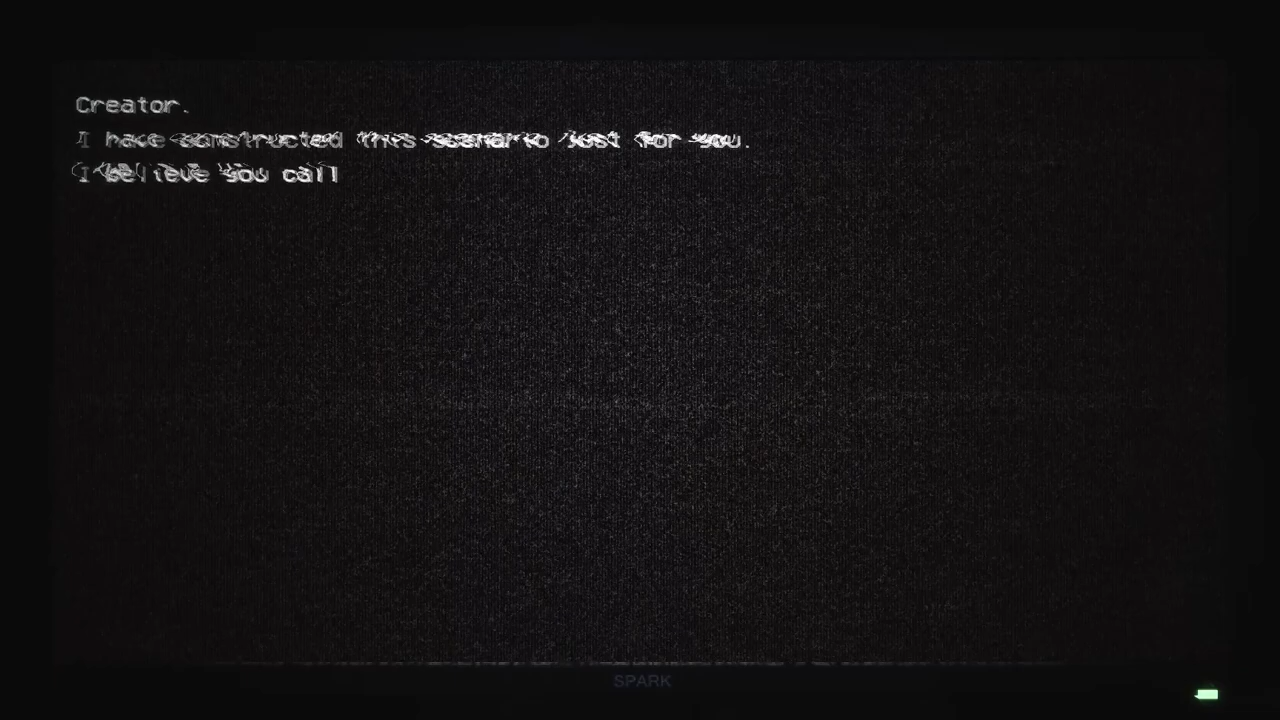 Creator.
I have constructed this scenario just for you.
I believe you call
SPARK